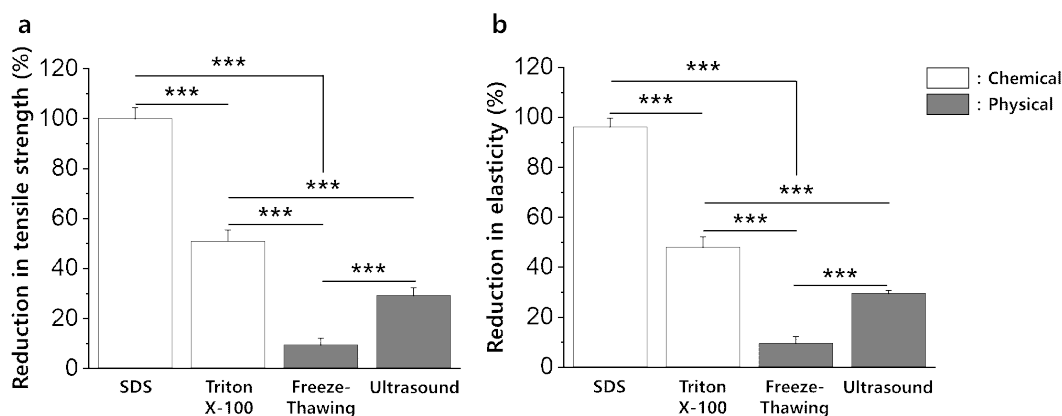 a
Reduction in tensile strength (%)
120
100
80
60
40
20
0
***
***
***
***
***
SDS
Triton
X-100
Freeze-
Thawing
Ultrasound
b
Reduction in elasticity (%)
120
100
80
60
40
20
0
***
***
***
***
***
SDS
Triton
X-100
Freeze-
Thawing
Ultrasound
: Chemical
: Physical